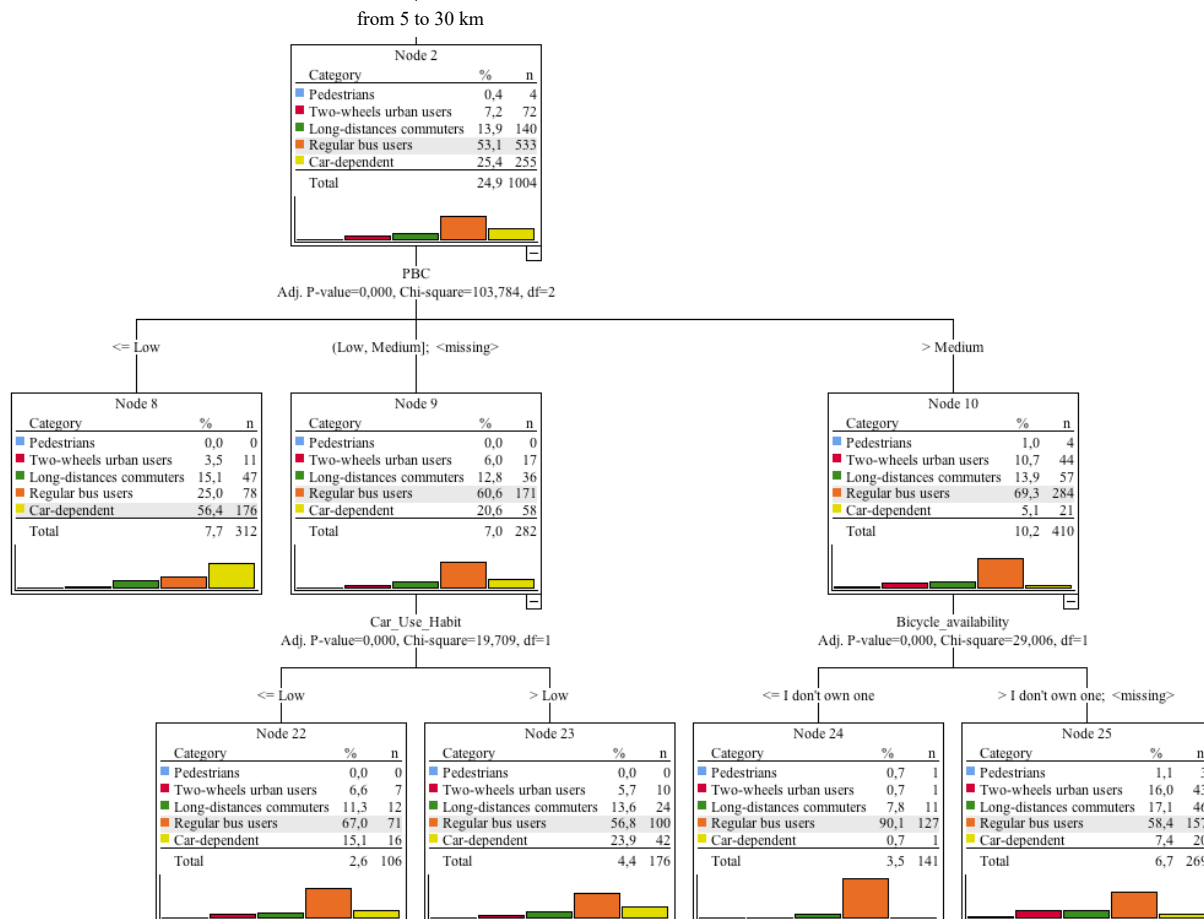 from 5 to 30 km
Node 2
Category % n
Pedestrians 0,4 4
Two-wheels urban users 7,2 72
Long-distances commuters 13,9 140
Regular bus users 53,1 533
Car-dependent 25,4 255
Total 24,9 1004
PBC
Adj. P-value=0,000, Chi-square=103,784, df=2
<= Low
(Low, Medium]; <missing>
> Medium
Node 8
Category % n
Pedestrians 0,0 0
Two-wheels urban users 3,5 11
Long-distances commuters 15,1 47
Regular bus users 25,0 78
Car-dependent 56,4 176
Total 7,7 312
Node 9
Category % n
Pedestrians 0,0 0
Two-wheels urban users 6,0 17
Long-distances commuters 12,8 36
Regular bus users 60,6 171
Car-dependent 20,6 58
Total 7,0 282
Node 10
Category % n
Pedestrians 1,0 4
Two-wheels urban users 10,7 44
Long-distances commuters 13,9 57
Regular bus users 69,3 284
Car-dependent 5,1 21
Total 10,2 410
Car_Use_Habit
Adj. P-value=0,000, Chi-square=19,709, df=1
Bicycle_availability
Adj. P-value=0,000, Chi-square=29,006, df=1
<= Low
> Low
<= I don't own one
> I don't own one; <missing>
Node 22
Category % n
Pedestrians 0,0 0
Two-wheels urban users 6,6 7
Long-distances commuters 11,3 12
Regular bus users 67,0 71
Car-dependent 15,1 16
Total 2,6 106
Node 23
Category % n
Pedestrians 0,0 0
Two-wheels urban users 5,7 10
Long-distances commuters 13,6 24
Regular bus users 56,8 100
Car-dependent 23,9 42
Total 4,4 176
Node 24
Category % n
Pedestrians 0,7 1
Two-wheels urban users 0,7 1
Long-distances commuters 7,8 11
Regular bus users 90,1 127
Car-dependent 0,7 1
Total 3,5 141
Node 25
Category % n
Pedestrians 1,1 3
Two-wheels urban users 16,0 43
Long-distances commuters 17,1 46
Regular bus users 58,4 157
Car-dependent 7,4 20
Total 6,7 269